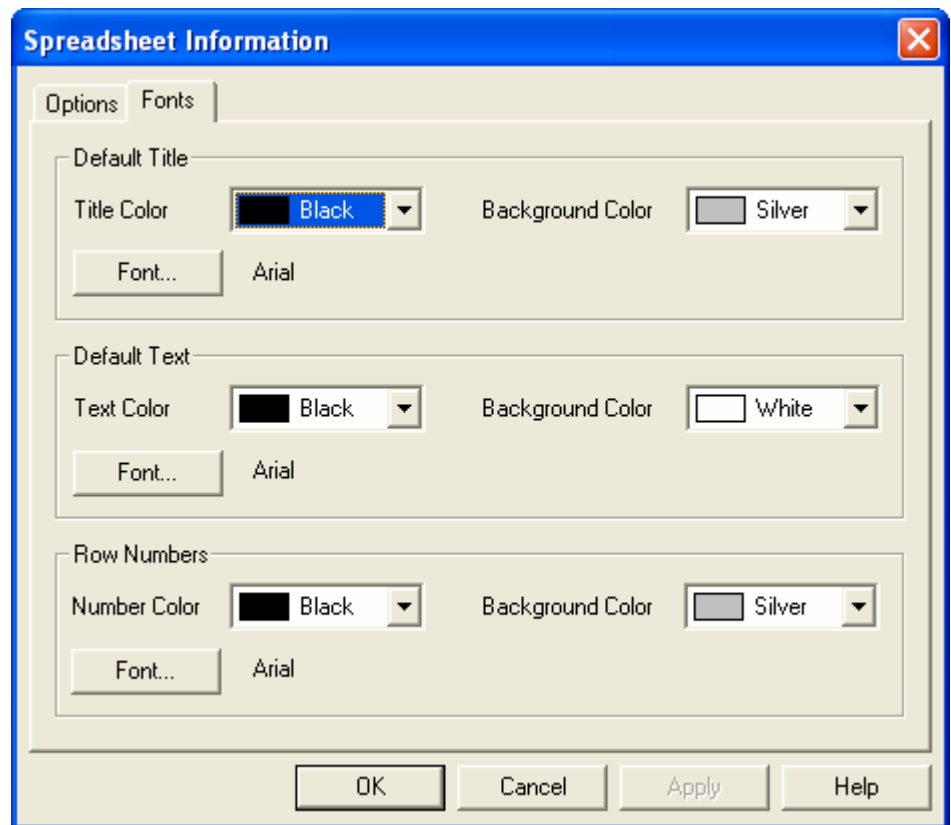 Spreadsheet Information
Options Fonts
Default Title
Title Color Black Background Color Silver
Font... Arial
Default Text
Text Color Black Background Color White
Font... Arial
Row Numbers
Number Color Black Background Color Silver
Font... Arial
OK Cancel Apply Help